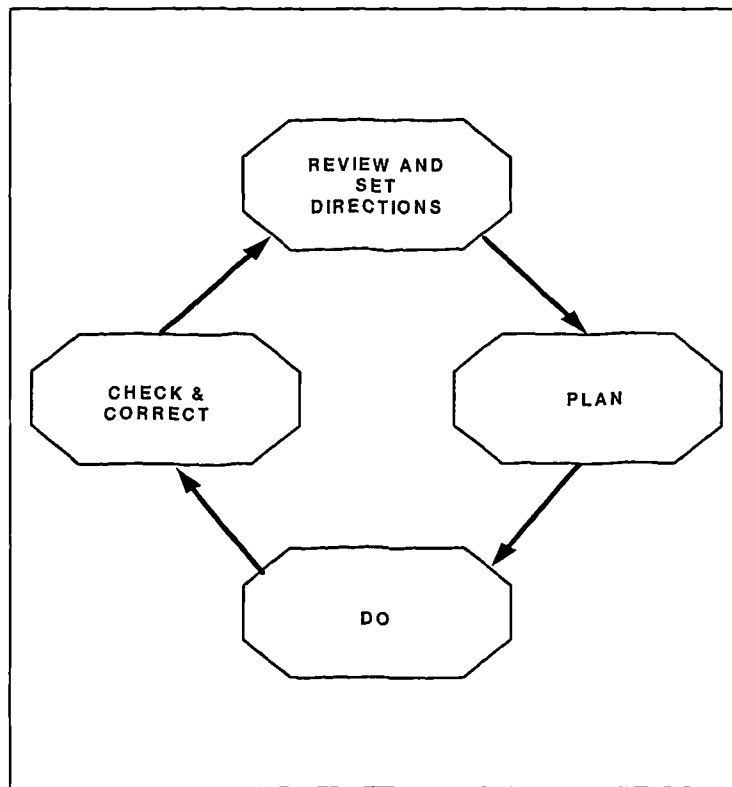 REVIEW AND
SET
DIRECTIONS
CHECK &
CORRECT
PLAN
DO